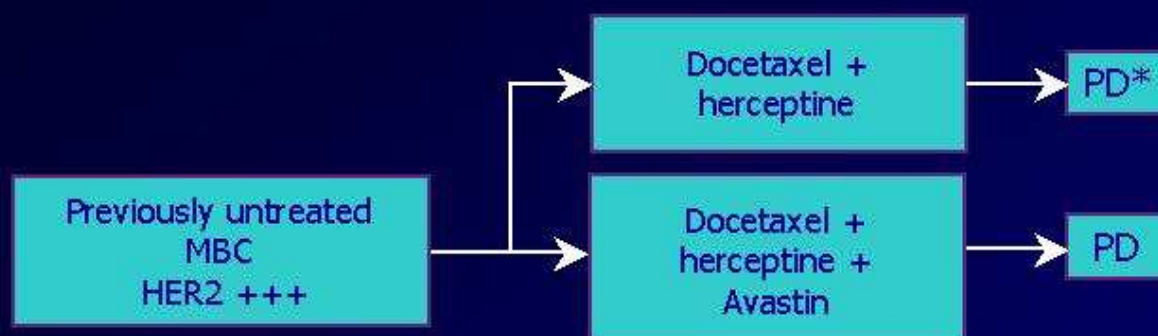 Docetaxel +
herceptine
PD*
Previously untreated
MBC
HER2 +++
Docetaxel +
herceptine +
Avastin
PD